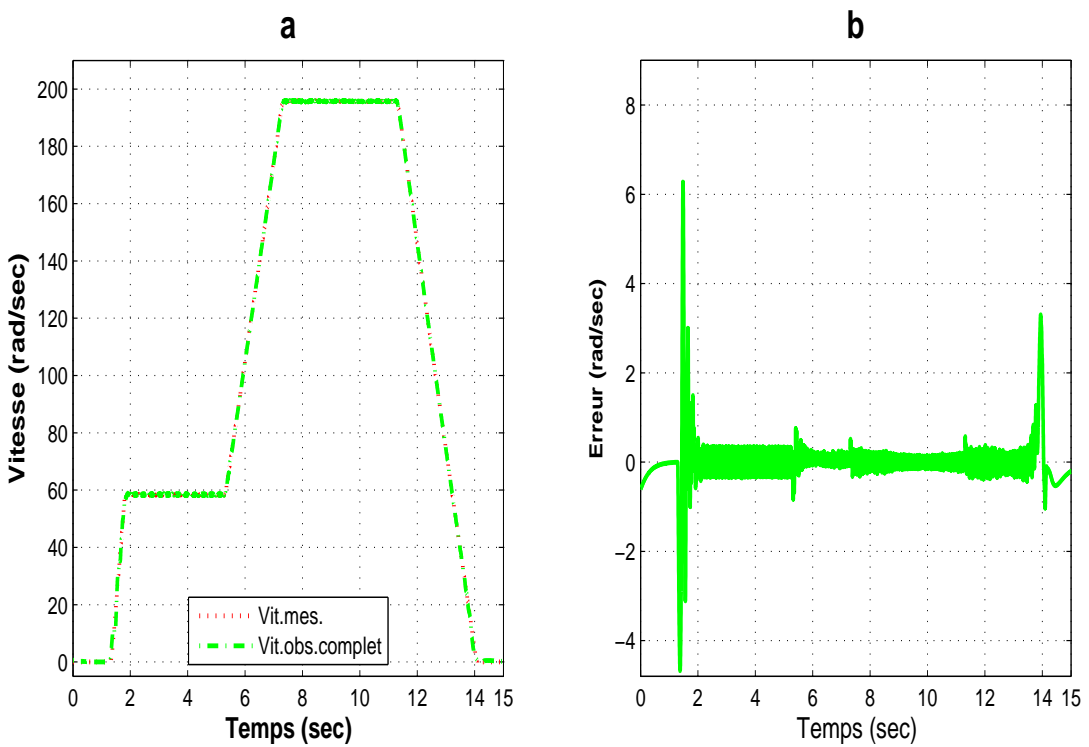 a
200
180
160
140
120
100
80
60
40
20
0
Vitesse (rad/sec)
Vit.mes.
Vit.obs.complet
0 2 4 6 8 10 12 14 15
Temps (sec)
b
8
6
4
2
0
−2
−4
Erreur (rad/sec)
0 2 4 6 8 10 12 14 15
Temps (sec)